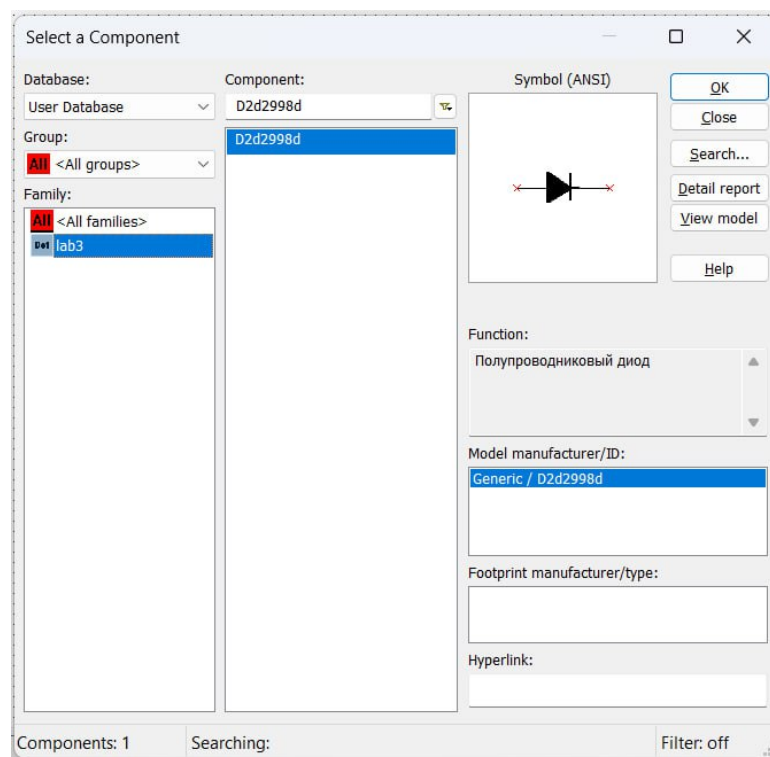 Select a Component
Database:
User Database
Group:
All <All groups>
Family:
All <All families>
Def lab3
Component:
D2d2998d
D2d2998d
Symbol (ANSI)
OK
Close
Search...
Detail report
View model
Help
Function:
Полупроводниковый диод
Model manufacturer/ID:
Generic / D2d2998d
Footprint manufacturer/type:
Hyperlink:
Components: 1
Searching:
Filter: off